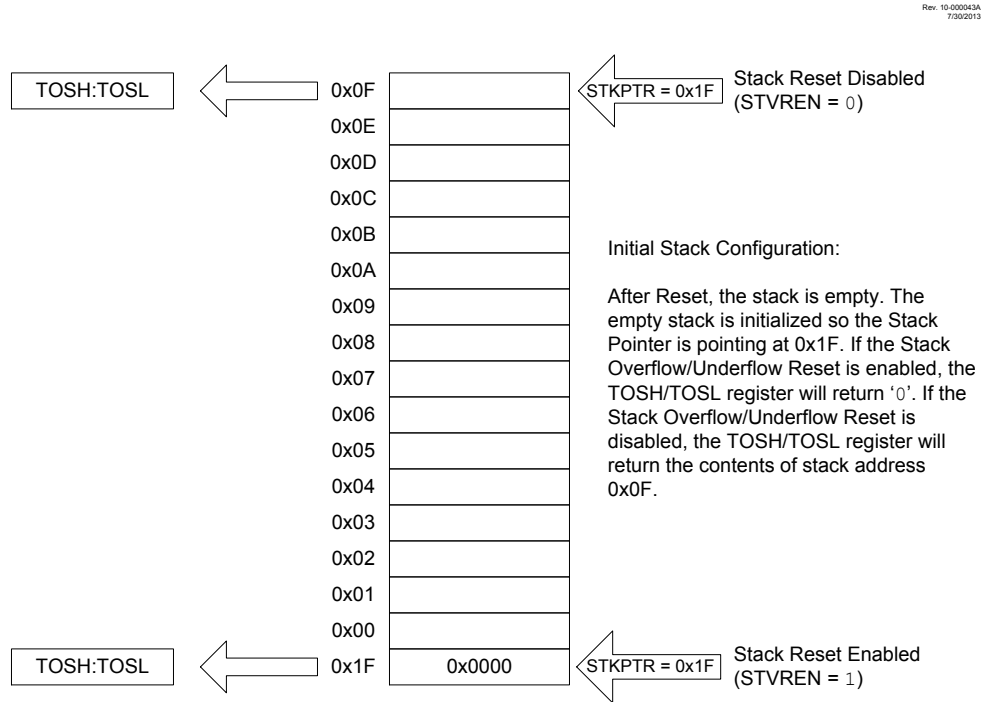 Rev. 10-000043A
7/30/2013
TOSH:TOSL
0x0F
STKPTR = 0x1F
Stack Reset Disabled
(STVREN = 0)
0x0E
0x0D
0x0C
0x0B
0x0A
0x09
0x08
0x07
0x06
0x05
0x04
0x03
0x02
0x01
0x00
Initial Stack Configuration:
After Reset, the stack is empty. The
empty stack is initialized so the Stack
Pointer is pointing at 0x1F. If the Stack
Overflow/Underflow Reset is enabled, the
TOSH/TOSL register will return ‘0’. If the
Stack Overflow/Underflow Reset is
disabled, the TOSH/TOSL register will
return the contents of stack address
0x0F.
TOSH:TOSL
0x1F
0x0000
STKPTR = 0x1F
Stack Reset Enabled
(STVREN = 1)